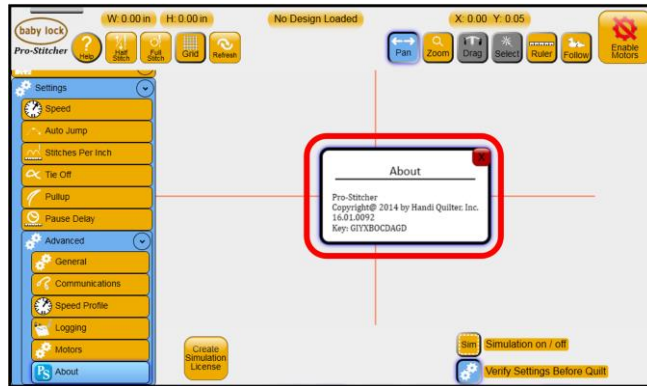 baby lock
Pro-Stitcher
W: 0.00 in H: 0.00 in
No Design Loaded
X: 0.00 Y: 0.05
Help
Half Stitch
Full Stitch
Grid
Refresh
Pan
Zoom
Drag
Select
Ruler
Follow
Enable
Motors
Settings
Speed
Auto Jump
Stitches Per Inch
Tie Off
Pullup
Pause Delay
Advanced
General
Communications
Speed Profile
Logging
Motors
PS About
About
X
Pro-Stitcher
Copyright@ 2014 by Handi Quilter, Inc.
16.01.0092
Key: GIYXBOCDAGD
Create
Simulation
License
Sim Simulation on / off
Verify Settings Before Quilt